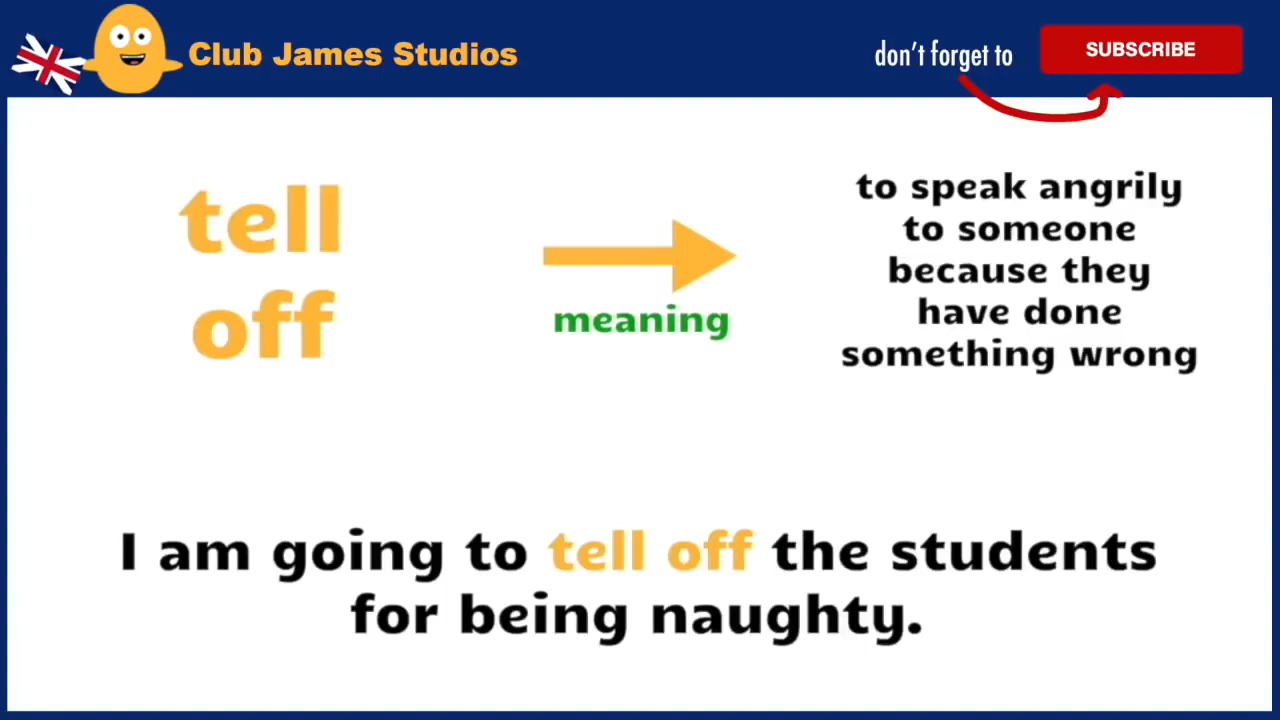 Club James Studios
don't forget to
SUBSCRIBE
tell
off
meaning
to speak angrily
to someone
because they
have done
something wrong
I am going to tell off the students
for being naughty.